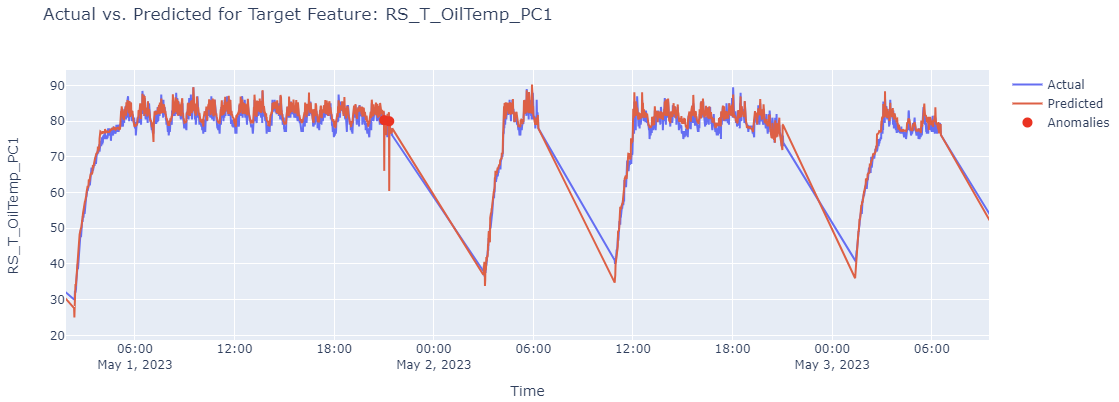 Actual vs. Predicted for Target Feature: RS_T_OilTemp_PC1
RS_T_OilTemp_PC1
90
80
70
60
50
40
30
20
06:00
May 1, 2023
12:00
18:00
00:00
May 2, 2023
06:00
12:00
18:00
00:00
May 3, 2023
06:00
Time
Actual
Predicted
Anomalies